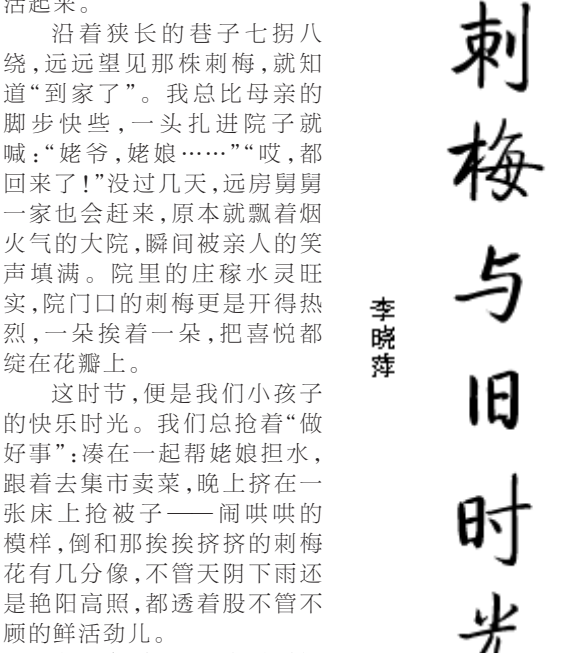 刺梅与旧时光
李晓萍
活起来。
沿着狭长的巷子七拐八
绕，远远望见那株刺梅，就知
道“到家了”。我总比母亲的
脚步快些，一头扎进院子就
喊：“姥爷，姥娘……”“哎，都
回来了！”没过几天，远房舅舅
一家也会赶来，原本就飘着烟
火气的大院，瞬间被亲人的笑
声填满。院里的庄稼水灵旺
实，院门口的刺梅更是开得热
烈，一朵挨着一朵，把喜悦都
绽在花瓣上。
这时节，便是我们小孩子
的快乐时光。我们总抢着“做
好事”：凑在一起帮姥娘担水，
跟着去集市卖菜，晚上挤在一
张床上抢被子——闹哄哄的
模样，倒和那挨挨挤挤的刺梅
花有几分像，不管天阴下雨还
是艳阳高照，都透着股不管不
顾的鲜活劲儿。